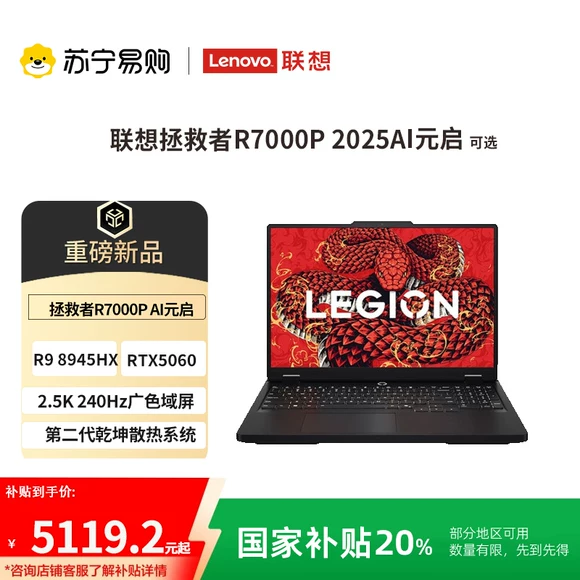 苏宁易购 Lenovo 联想
联想拯救者R7000P 2025AI元启 可选
重磅新品
拯救者R7000P AI元启
R9 8945HX RTX5060
2.5K 240Hz广色域屏
第二代乾坤散热系统
LEGION
补贴到手价:
¥5119.2元起
*咨询店铺客服了解补贴详情
国家补贴20%
部分地区可用
数量有限，先到先得